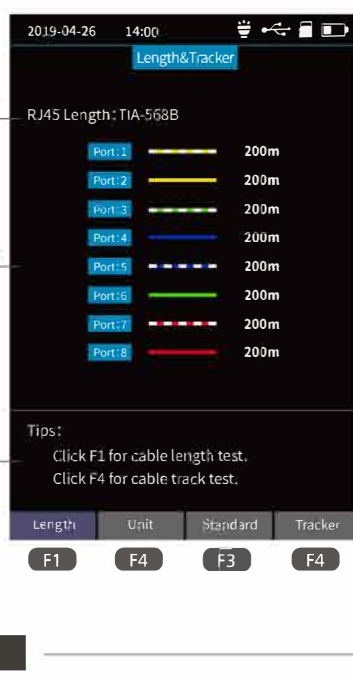 2019-04-26 14:00
Length&Tracker
RJ45 Length: TIA-568B
Port:1 200m
Port:2 200m
Port:3 200m
Port:4 200m
Port:5 200m
Port:6 200m
Port:7 200m
Port:8 200m
Tips:
Click F1 for cable length test.
Click F4 for cable track test.
Length Unit Standard Tracker
F1 F4 F3 F4